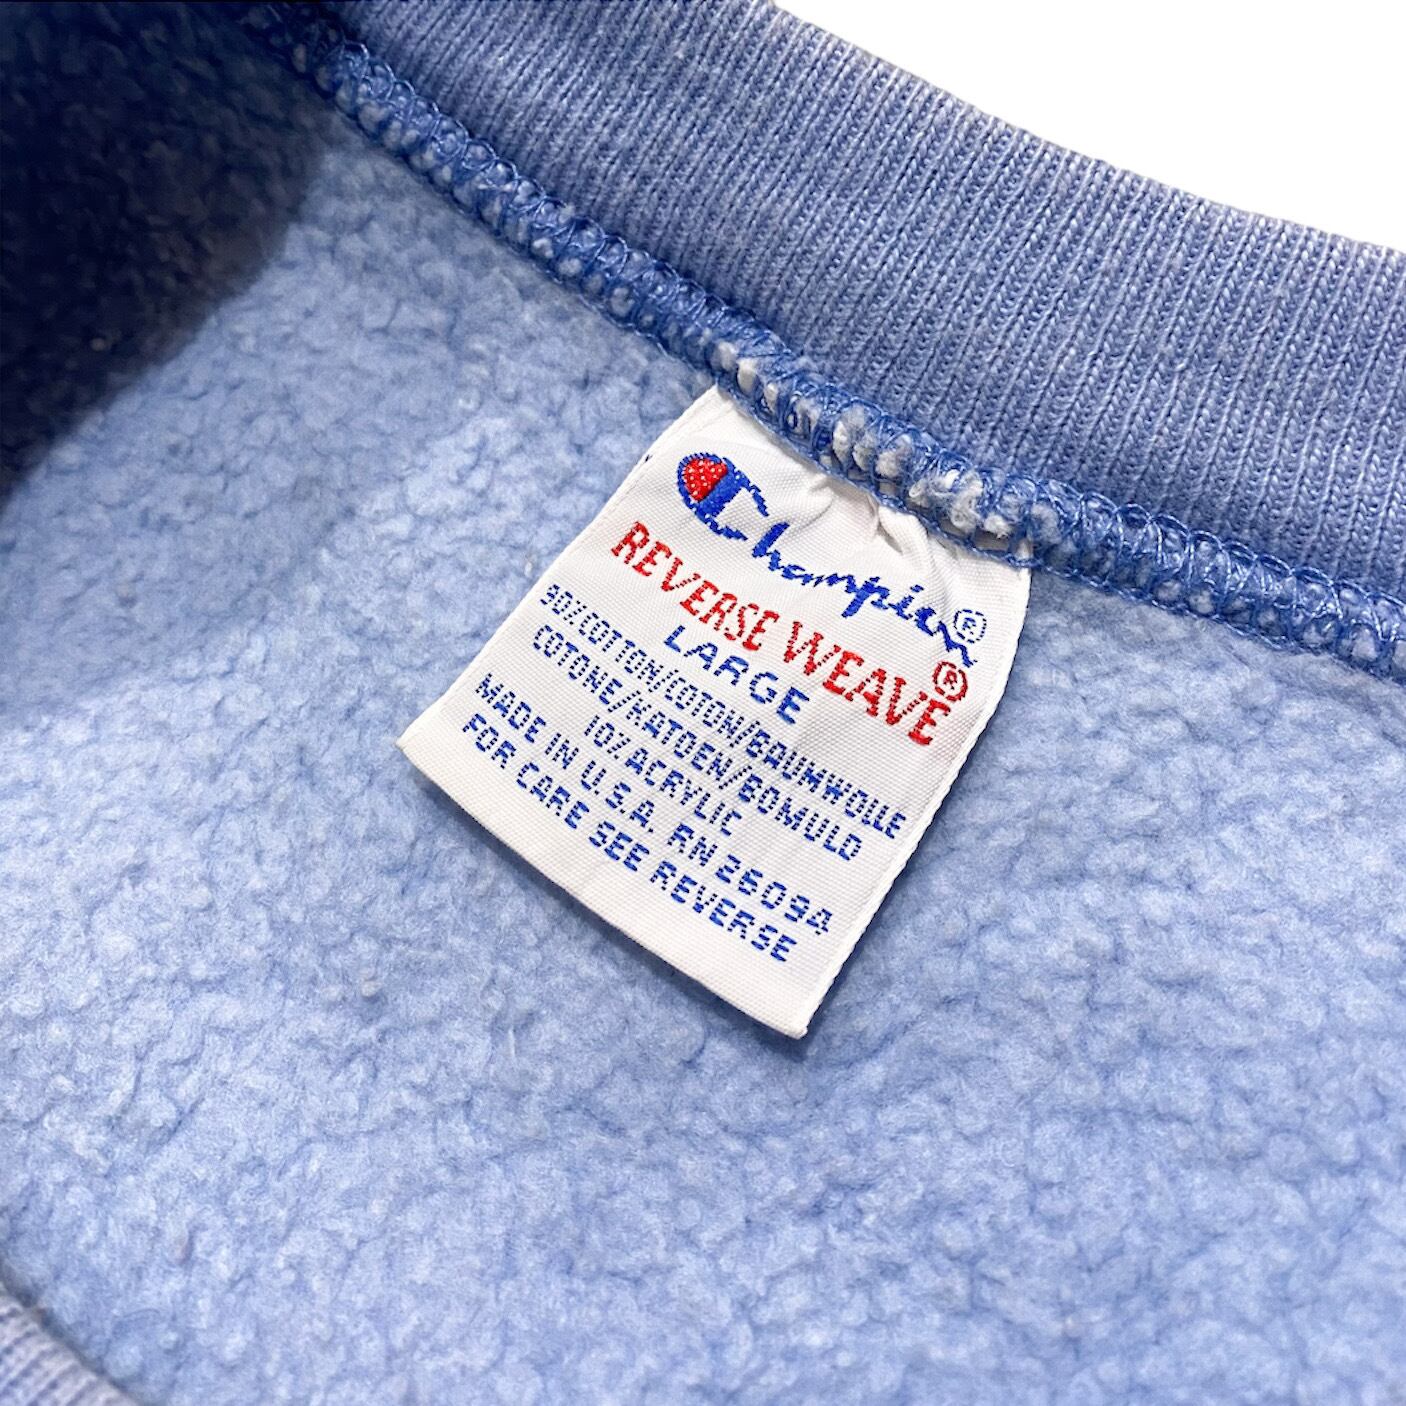 Champion®
REVERSE WEAVE®
LARGE
90% COTTON/COTON/BAUMWOLLE
COTONE/KATOEN/BOMULD
10% ACRYLIC
MADE IN U.S.A. RN 26094
FOR CARE SEE REVERSE